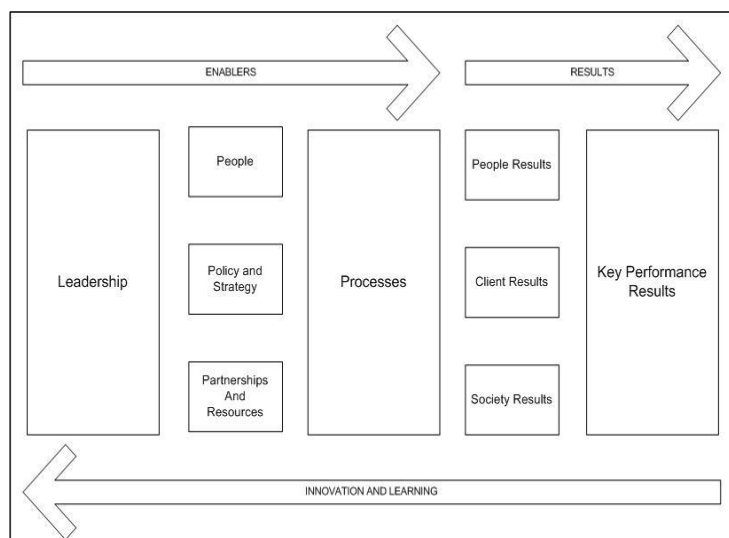 ENABLERS
RESULTS
People
People Results
Leadership
Policy and
Strategy
Processes
Client Results
Key Performance
Results
Partnerships
And
Resources
Society Results
INNOVATION AND LEARNING